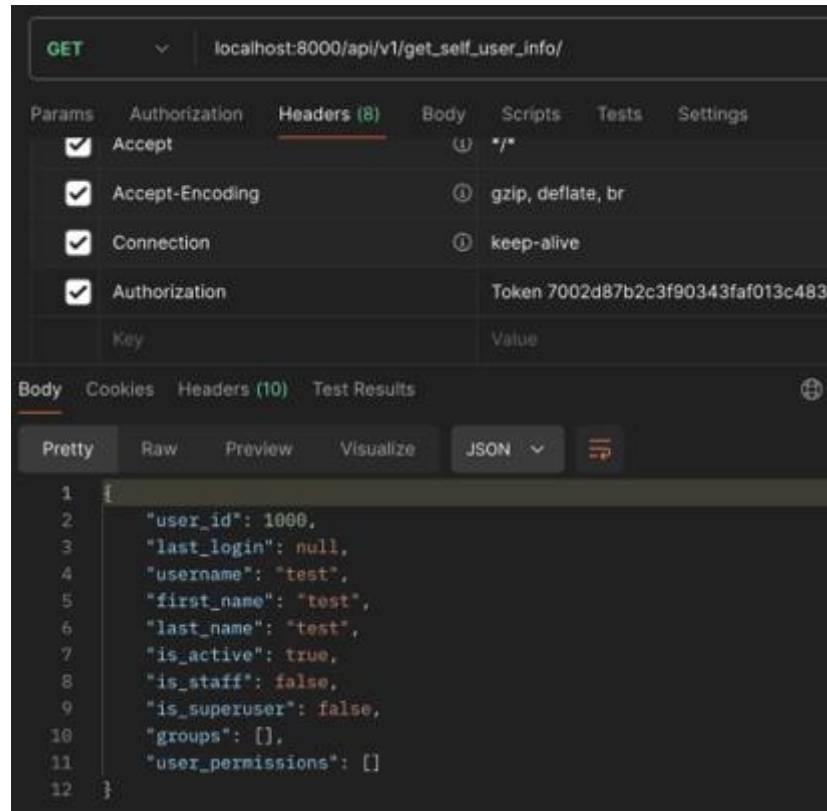 GET localhost:8000/api/v1/get_self_user_info/
Params Authorization Headers (8) Body Scripts Tests Settings
Accept */*
Accept-Encoding gzip, deflate, br
Connection keep-alive
Authorization Token 7002d87b2c3f90343faf013c483
Key Value
Body Cookies Headers (10) Test Results
Pretty Raw Preview Visualize JSON
1 {
2 "user_id": 1000,
3 "last_login": null,
4 "username": "test",
5 "first_name": "test",
6 "last_name": "test",
7 "is_active": true,
8 "is_staff": false,
9 "is_superuser": false,
10 "groups": [],
11 "user_permissions": []
12 }